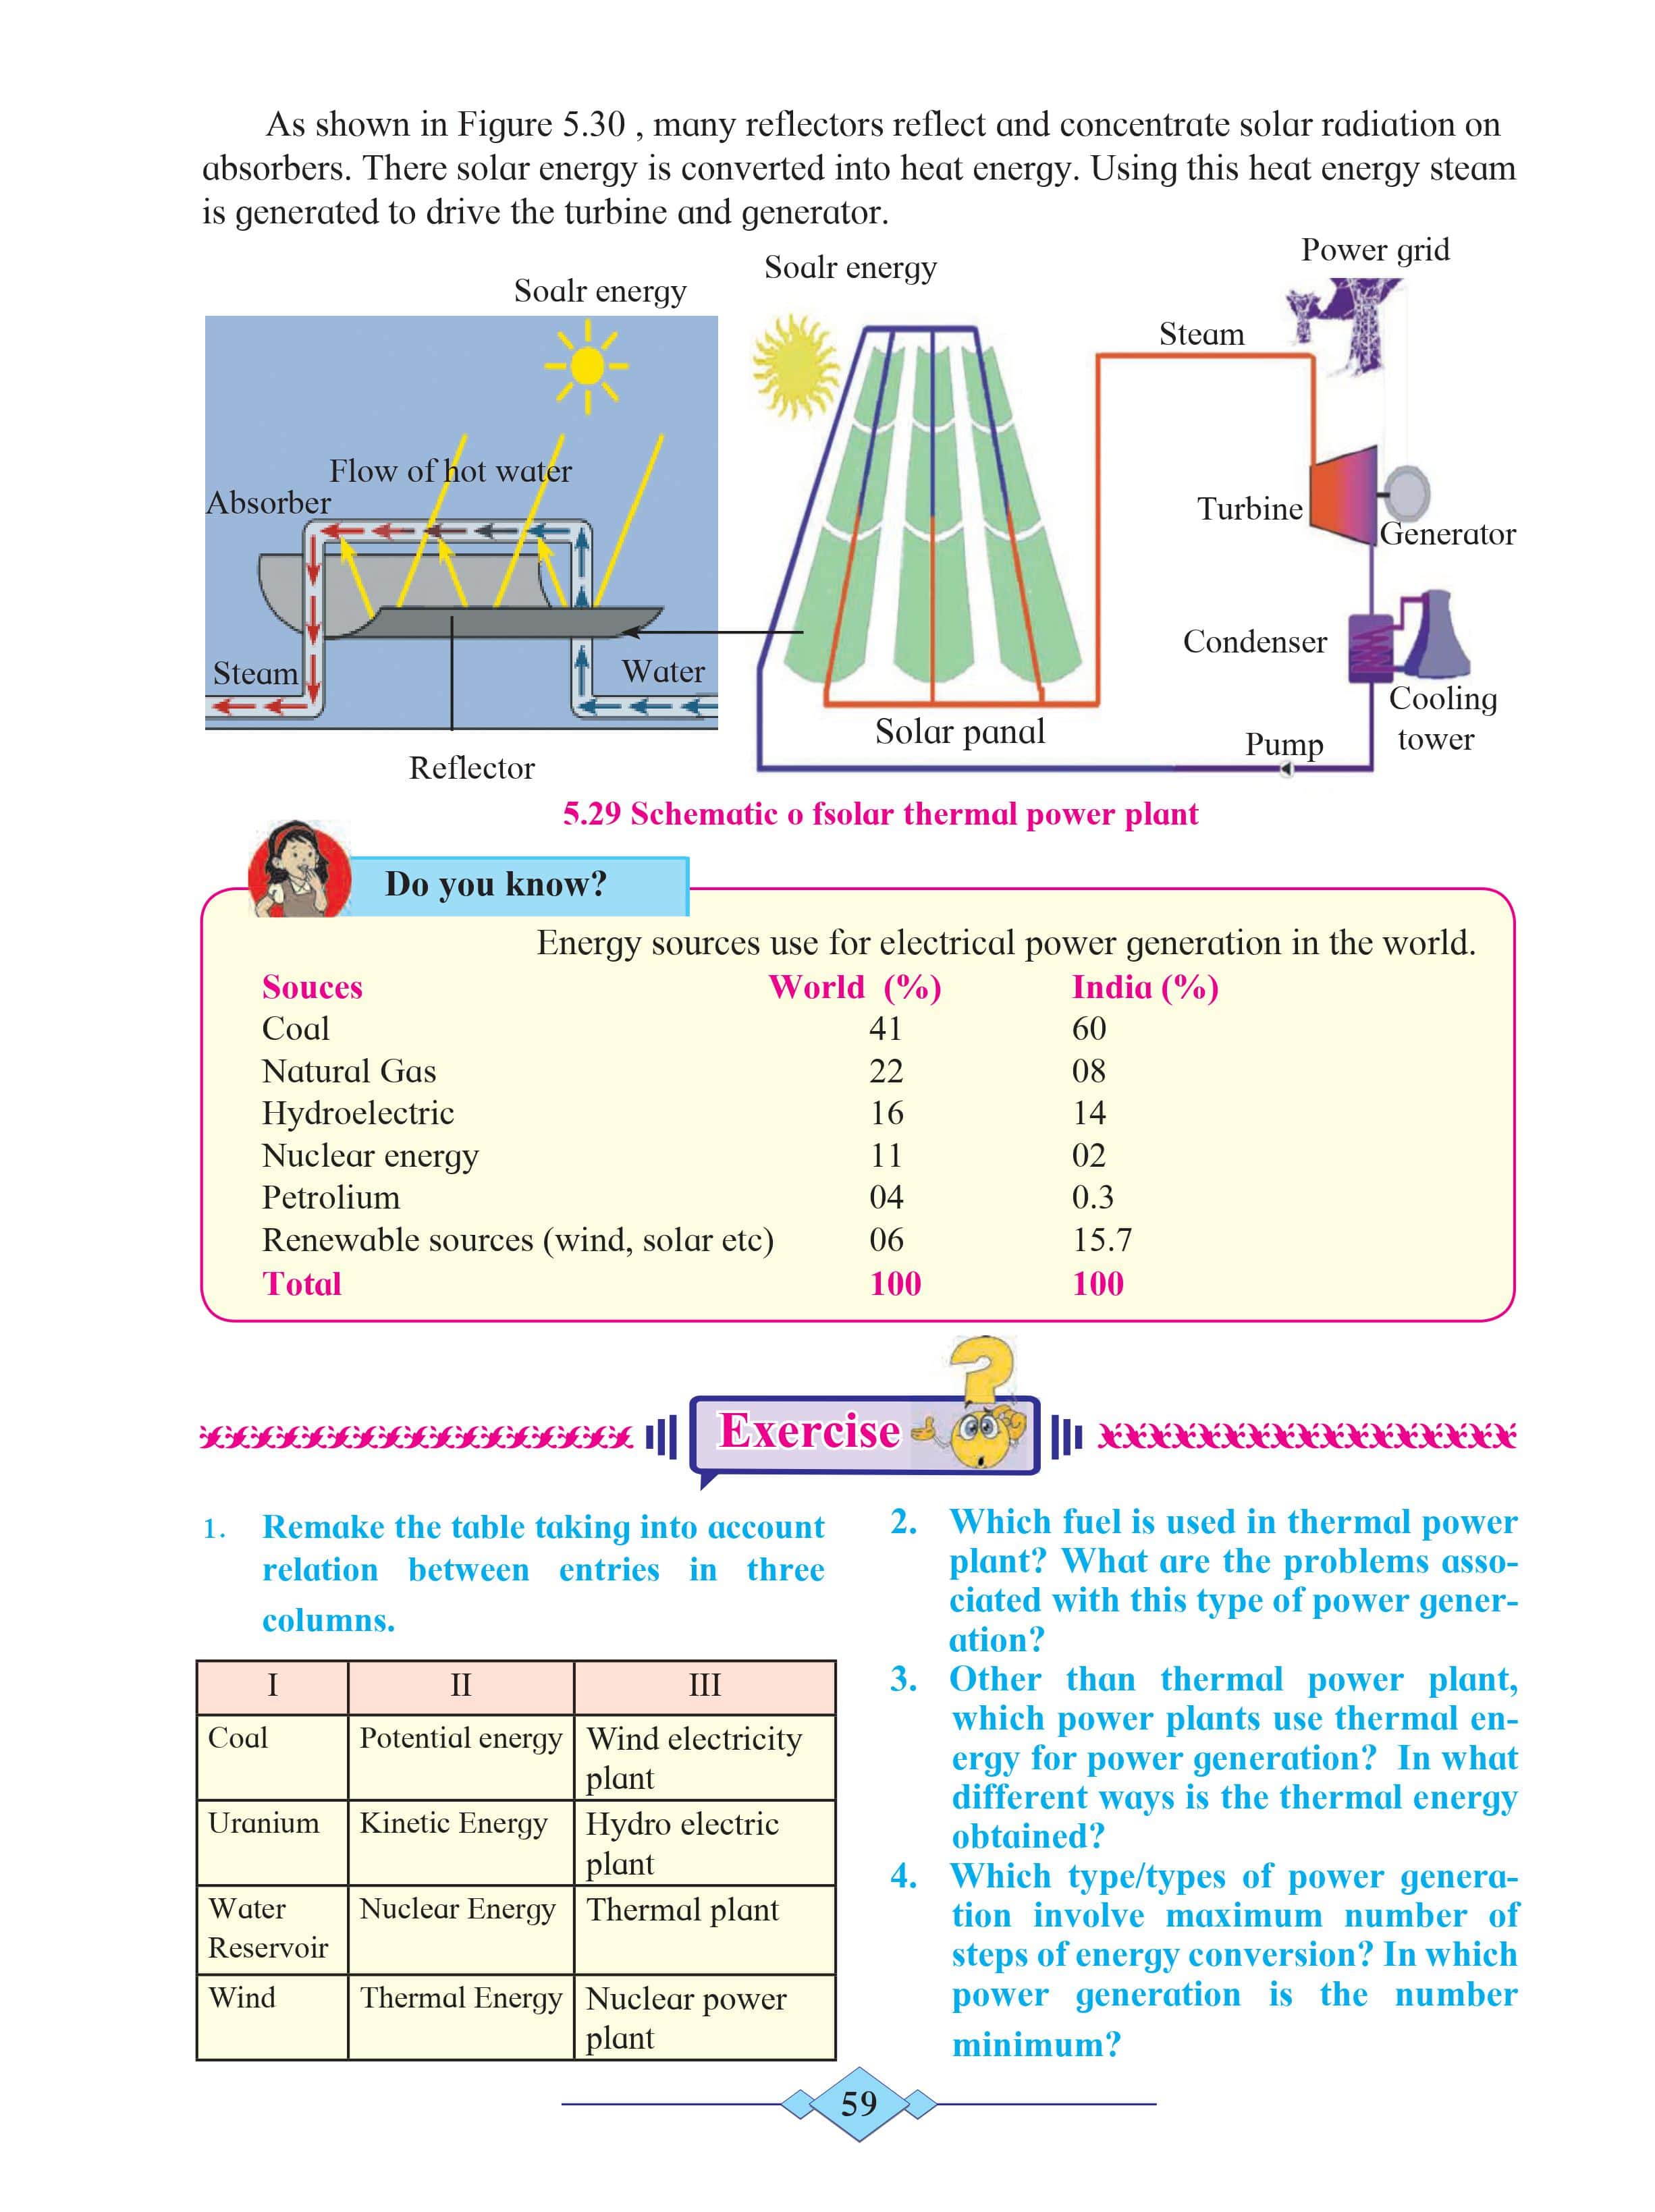 As shown in Figure 5.30 , many reflectors reflect and concentrate solar radiation on
absorbers. There solar energy is converted into heat energy. Using this heat energy steam
is generated to drive the turbine and generator.
Soalr energy
Flow of hot water
Absorber
Steam
Water
Reflector
Soalr energy
Power grid
Steam
Turbine
Generator
Condenser
Cooling
tower
Solar panal
Pump
5.29 Schematic o fsolar thermal power plant
Do you know?
Energy sources use for electrical power generation in the world.
Souces World (%) India (%)
Coal 41 60
Natural Gas 22 08
Hydroelectric 16 14
Nuclear energy 11 02
Petrolium 04 0.3
Renewable sources (wind, solar etc) 06 15.7
Total 100 100
Exercise
1. Remake the table taking into account
relation between entries in three
columns.
I II III
Coal Potential energy Wind electricity
plant
Uranium Kinetic Energy Hydro electric
plant
Water Nuclear Energy Thermal plant
Reservoir
Wind Thermal Energy Nuclear power
plant
2. Which fuel is used in thermal power
plant? What are the problems asso-
ciated with this type of power gener-
ation?
3. Other than thermal power plant,
which power plants use thermal en-
ergy for power generation? In what
different ways is the thermal energy
obtained?
4. Which type/types of power genera-
tion involve maximum number of
steps of energy conversion? In which
power generation is the number
minimum?
59